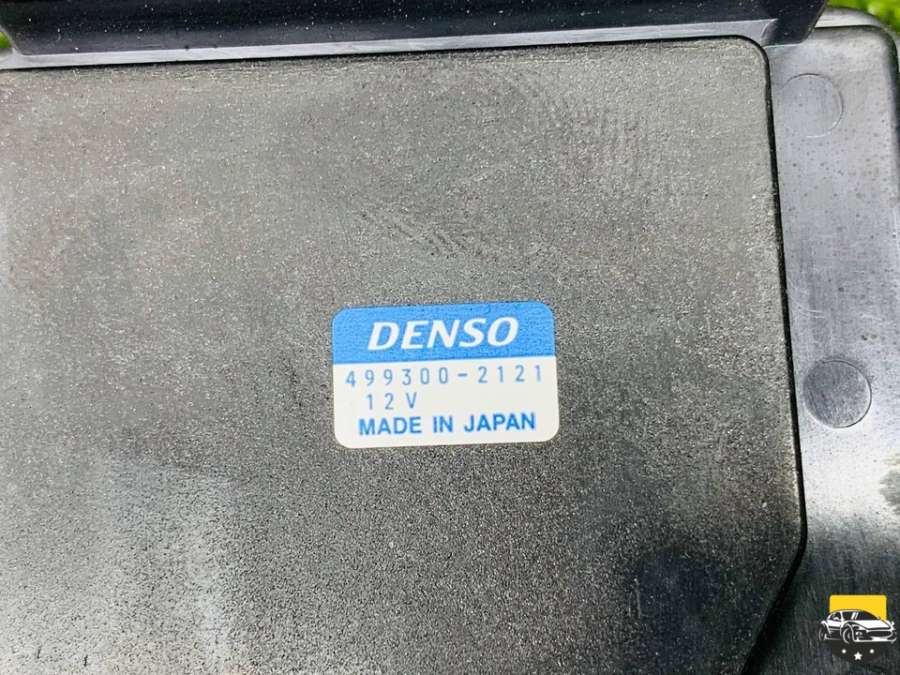 DENSO
499300-2121
12V
MADE IN JAPAN